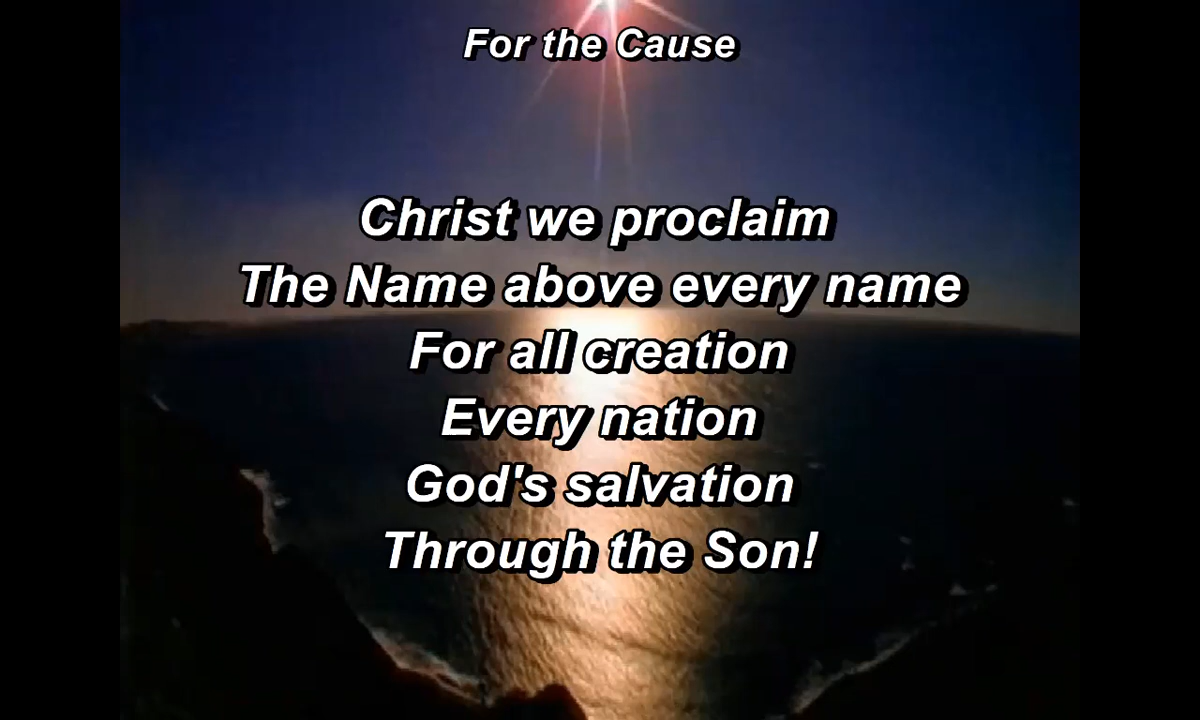 For the Cause
Christ we proclaim
The Name above every name
For all creation
Every nation
God's salvation
Through the Son!